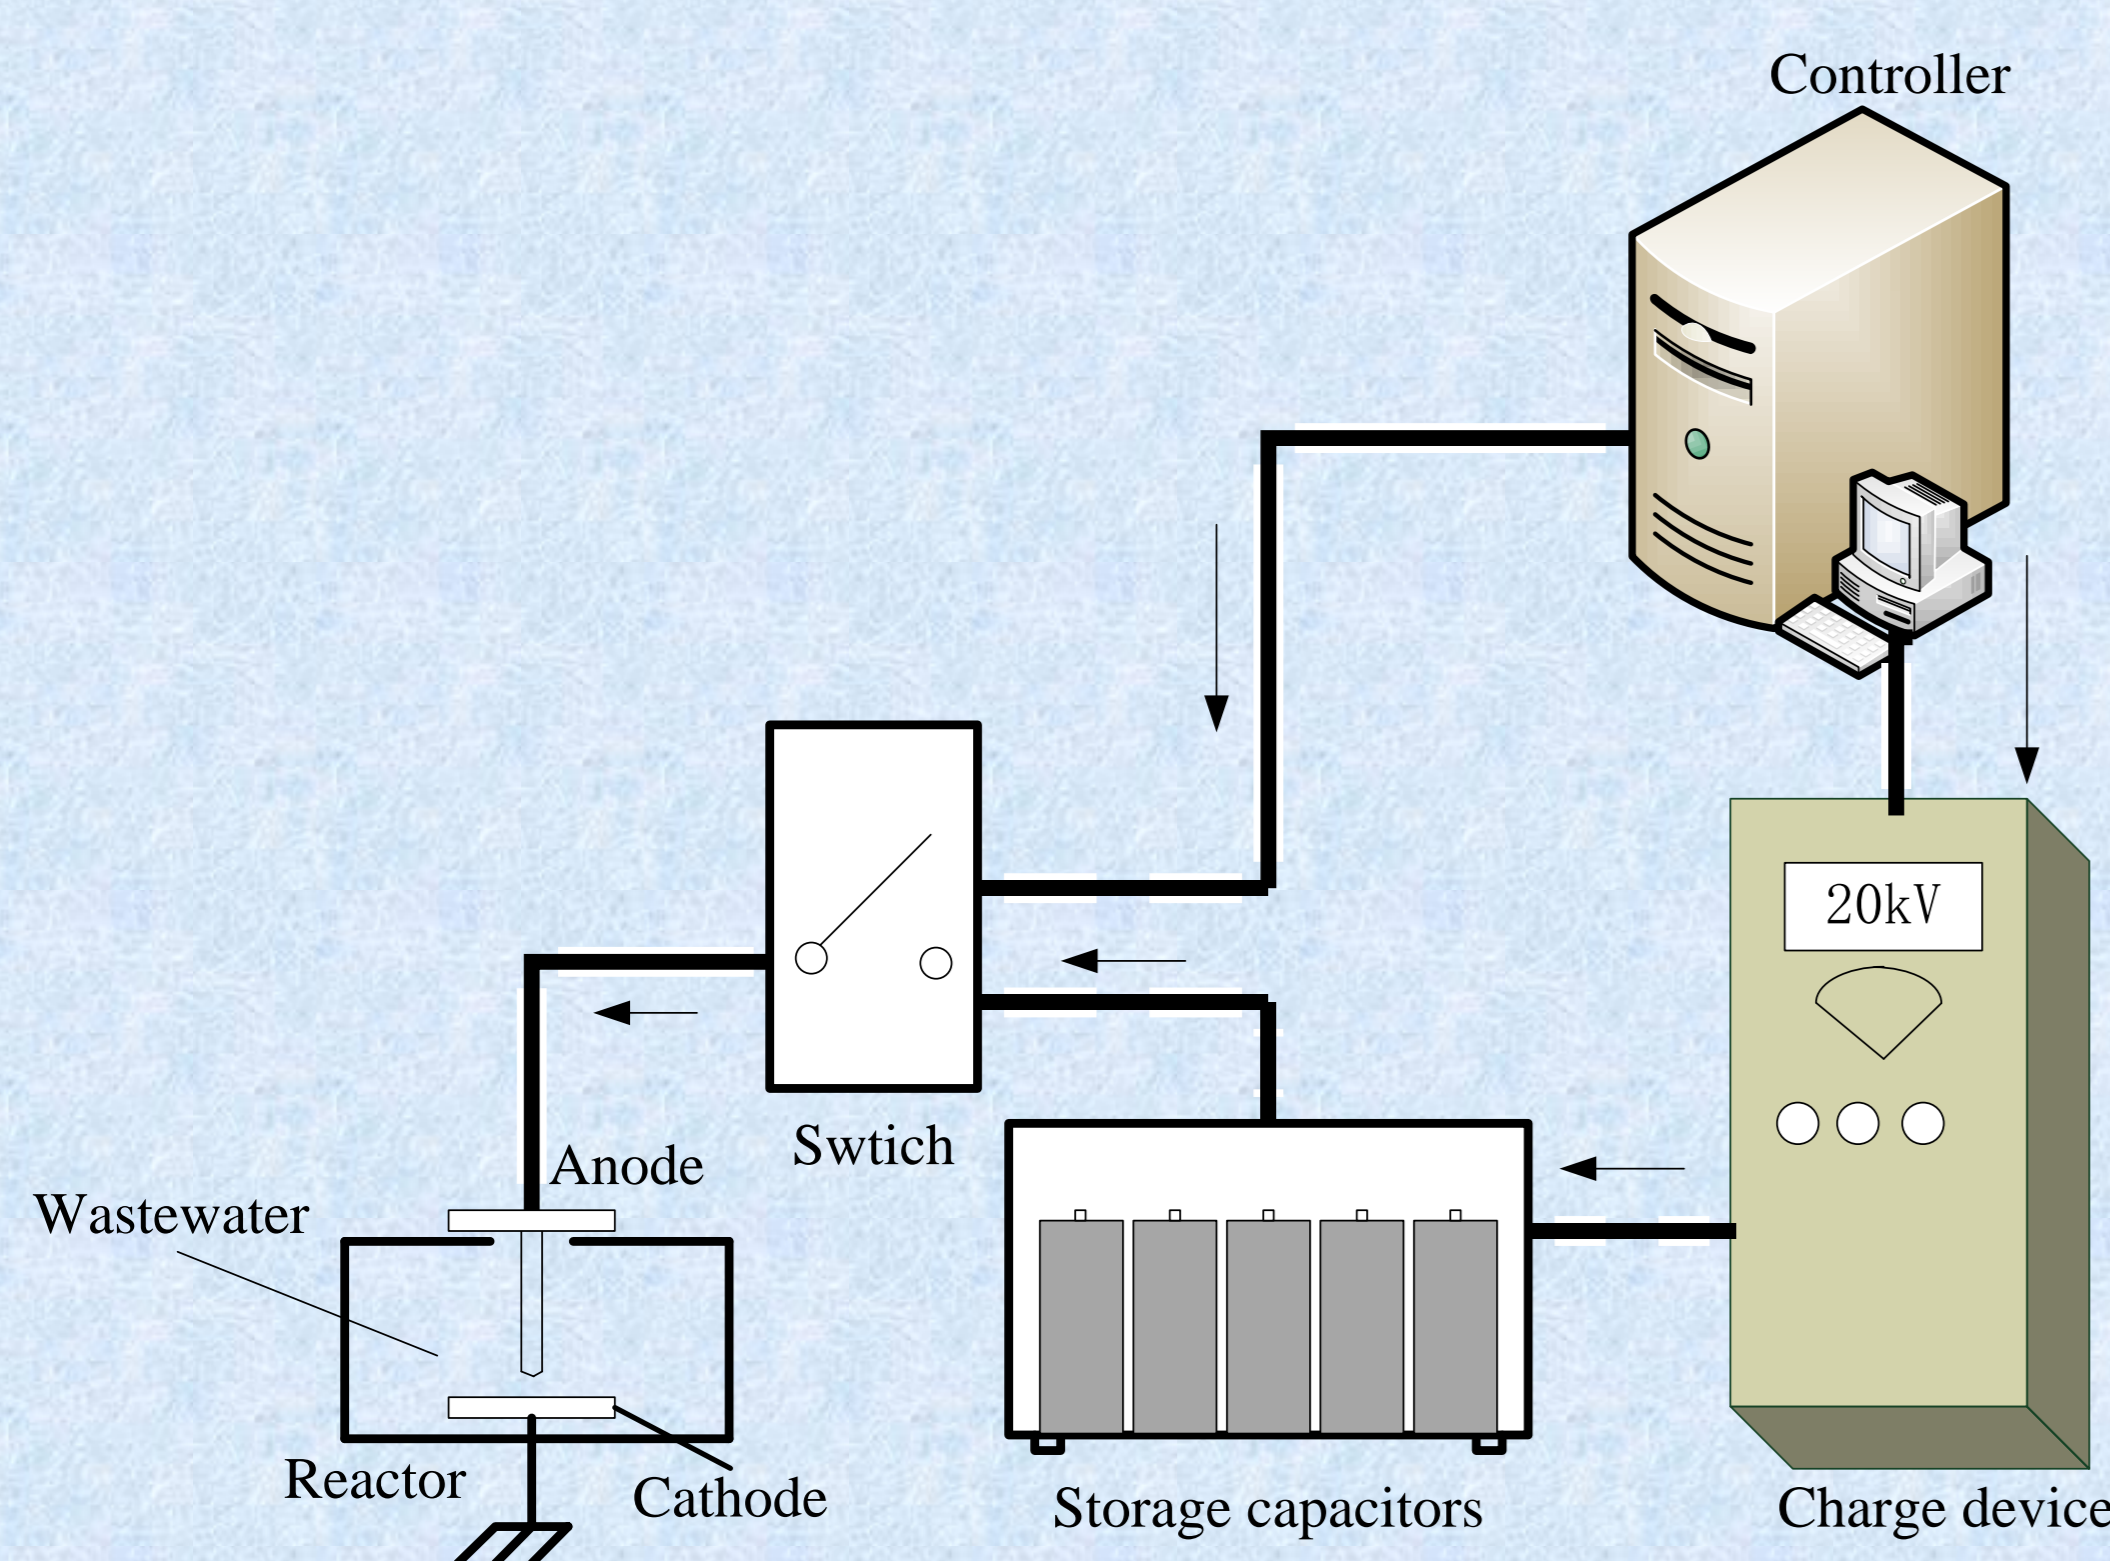 Controller
20kV
Swtich
Anode
Wastewater
Reactor
Cathode
Storage capacitors
Charge device